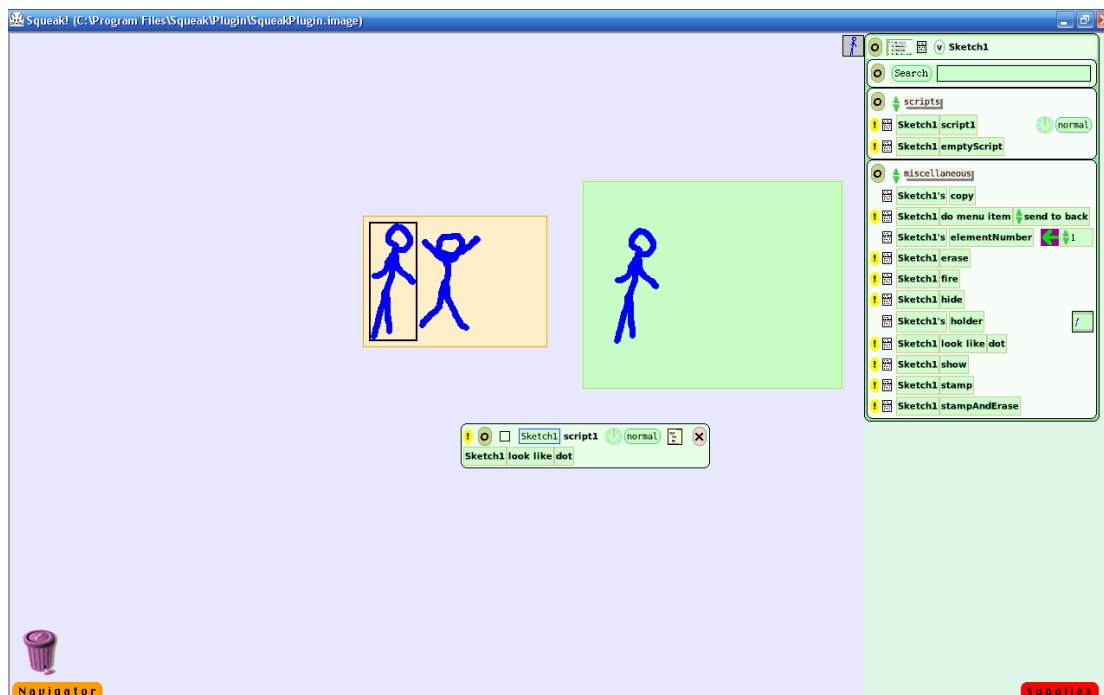 Squeak! (C:\Program Files\Squeak\Plugin\SqueakPlugin.image)
v Sketch1
Search
scripts
! Sketch1 script1 normal
! Sketch1 emptyScript
miscellaneous
Sketch1's copy
! Sketch1 do menu item send to back
Sketch1's elementNumber 1
! Sketch1 erase
! Sketch1 fire
! Sketch1 hide
Sketch1's holder
! Sketch1 look like dot
! Sketch1 show
! Sketch1 stamp
! Sketch1 stampAndErase
! Sketch1 script1 normal
Sketch1 look like dot
Navigator
Supplies